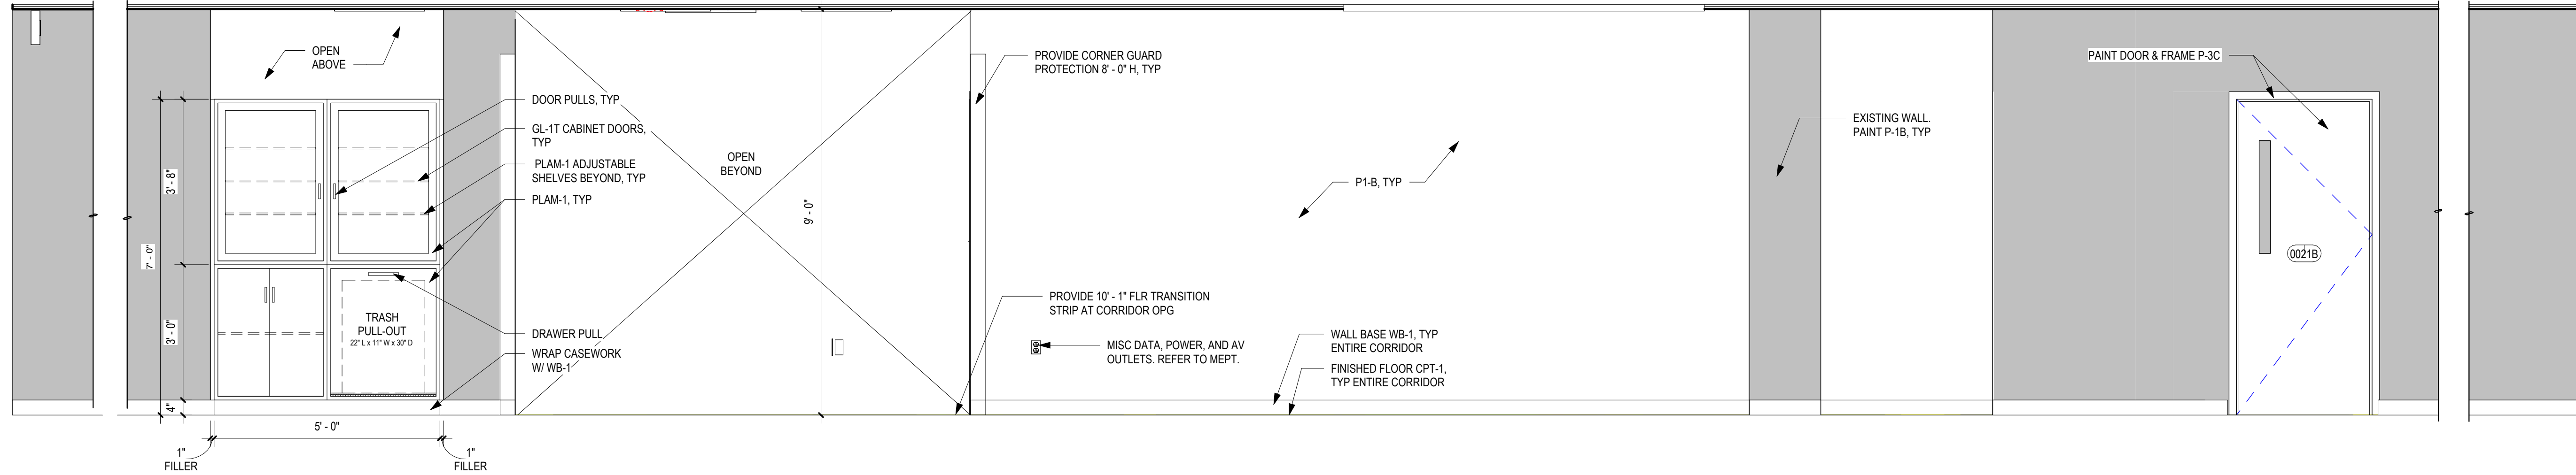 OPEN
ABOVE
DOOR PULLS, TYP
GL-1T CABINET DOORS,
TYP
PLAM-1 ADJUSTABLE
SHELVES BEYOND, TYP
PLAM-1, TYP
3' - 8"
7' - 0"
3' - 0"
4"
TRASH
PULL-OUT
22" L x 11" W x 30" D
DRAWER PULL
WRAP CASEWORK
W/ WB-1
5' - 0"
1"
FILLER
1"
FILLER
OPEN
BEYOND
9' - 0"
PROVIDE CORNER GUARD
PROTECTION 8' - 0" H, TYP
P1-B, TYP
PROVIDE 10' - 1" FLR TRANSITION
STRIP AT CORRIDOR OPG
MISC DATA, POWER, AND AV
OUTLETS. REFER TO MEPT.
WALL BASE WB-1, TYP
ENTIRE CORRIDOR
FINISHED FLOOR CPT-1,
TYP ENTIRE CORRIDOR
EXISTING WALL.
PAINT P-1B, TYP
PAINT DOOR & FRAME P-3C
0021B